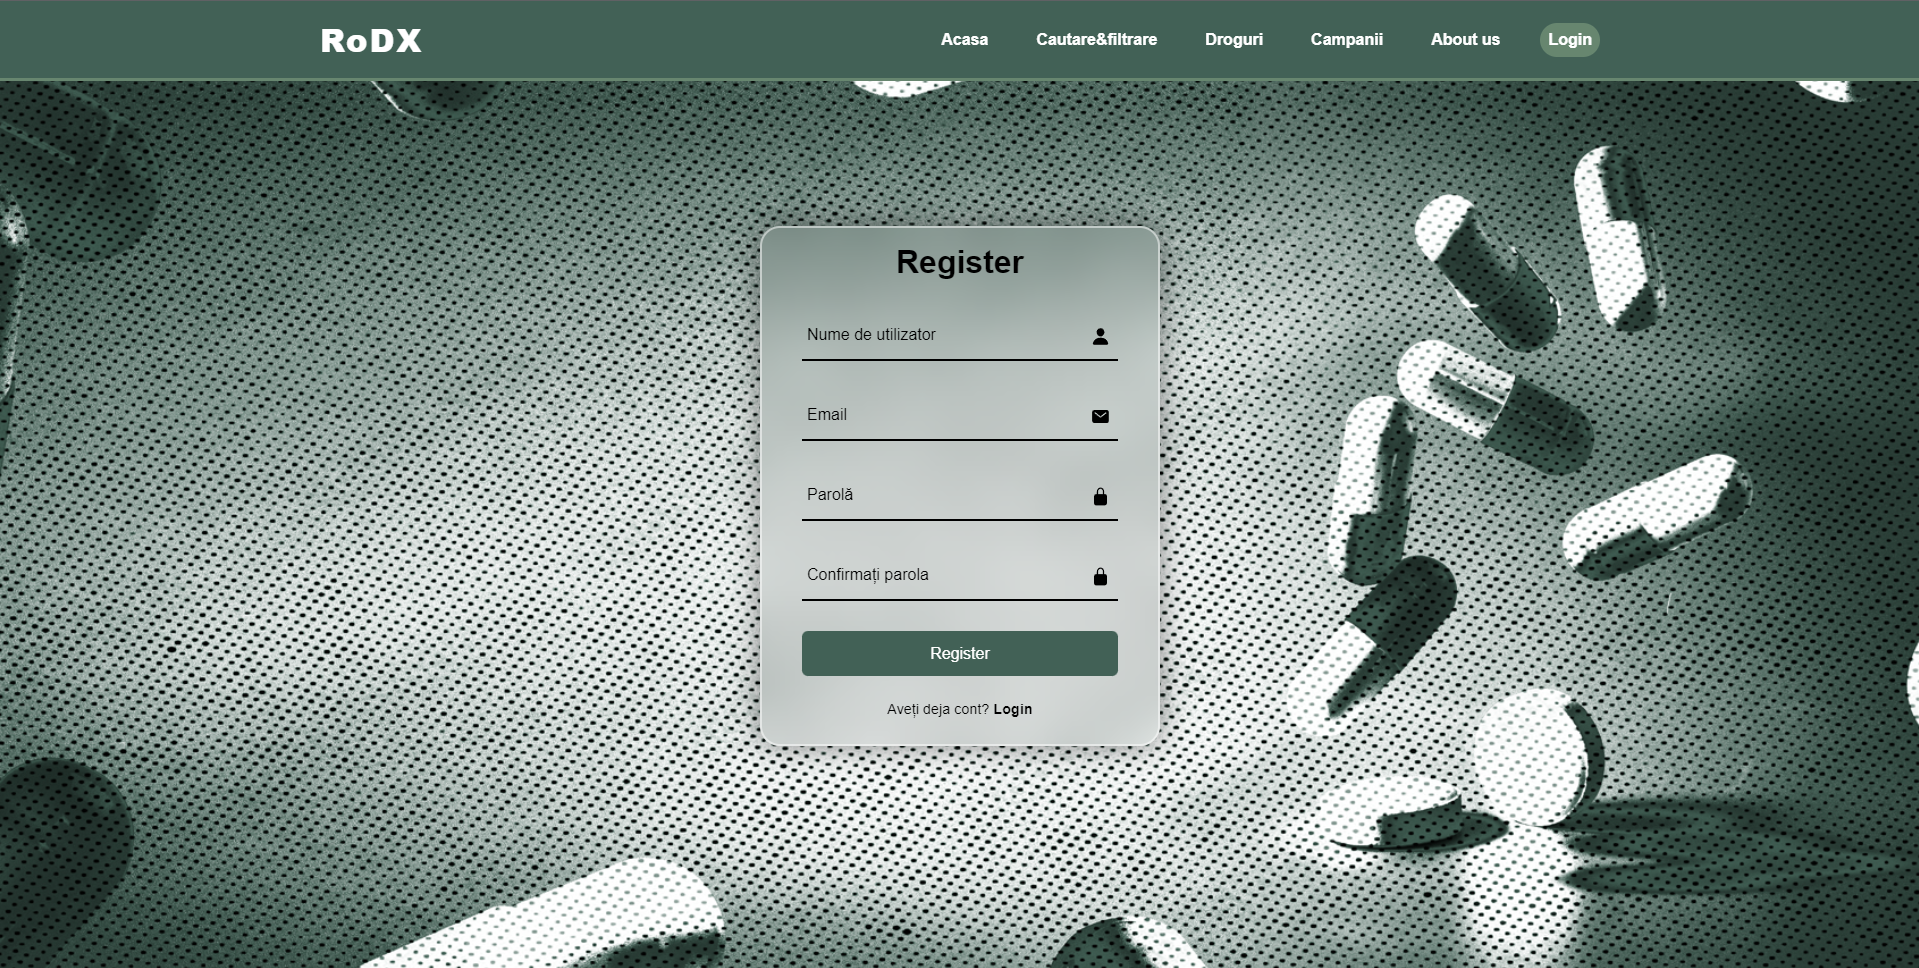 RoDX
Acasa
Cautare&filtrare
Droguri
Campanii
About us
Login
Register
Nume de utilizator
Email
Parolă
Confirmați parola
Register
Aveți deja cont? Login